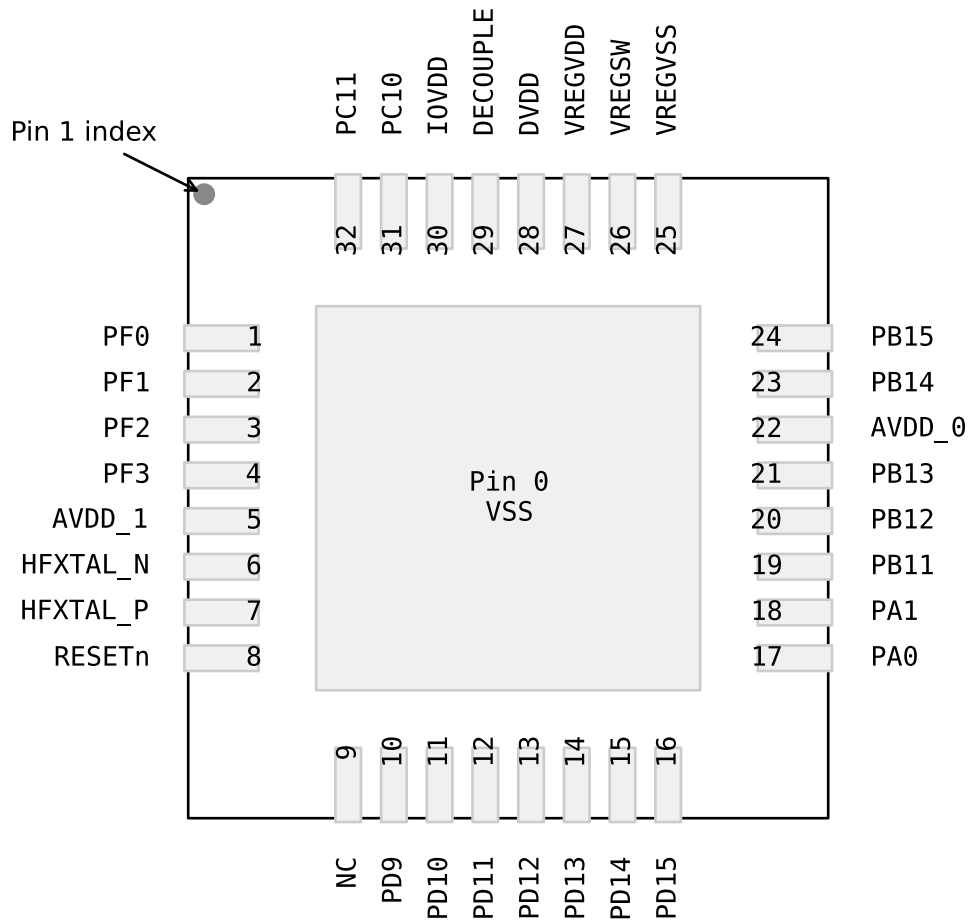 PC11
PC10
IOVDD
DECOUPLE
DVDD
VREGVDD
VREGSW
VREGVSS
Pin 1 index
32
31
30
29
28
27
26
25
PF0 1
PF1 2
PF2 3
PF3 4
AVDD_1 5
HFXTAL_N 6
HFXTAL_P 7
RESETn 8
Pin 0
VSS
24 PB15
23 PB14
22 AVDD_0
21 PB13
20 PB12
19 PB11
18 PA1
17 PA0
9
10
11
12
13
14
15
16
NC
PD9
PD10
PD11
PD12
PD13
PD14
PD15